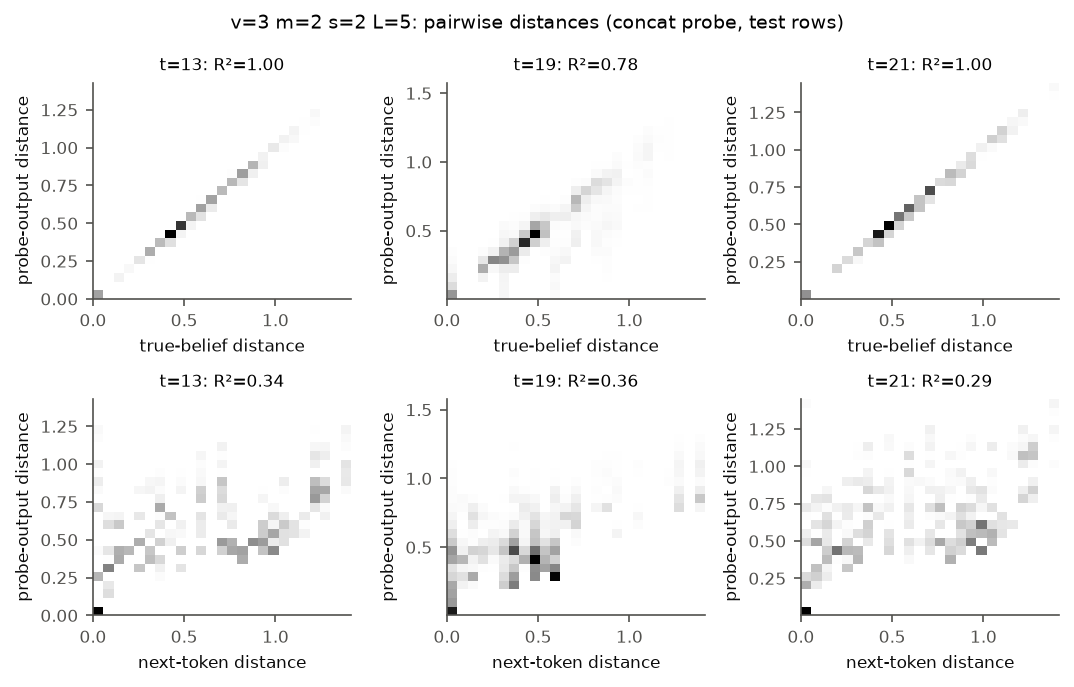 v=3 m=2 s=2 L=5: pairwise distances (concat probe, test rows)
t=13: R²=1.00
probe-output distance
1.25
1.00
0.75
0.50
0.25
0.00
0.0 0.5 1.0
true-belief distance
t=19: R²=0.78
probe-output distance
1.5
1.0
0.5
0.0 0.5 1.0
true-belief distance
t=21: R²=1.00
probe-output distance
1.25
1.00
0.75
0.50
0.25
0.0 0.5 1.0
true-belief distance
t=13: R²=0.34
probe-output distance
1.25
1.00
0.75
0.50
0.25
0.00
0.0 0.5 1.0
next-token distance
t=19: R²=0.36
probe-output distance
1.5
1.0
0.5
0.0 0.5 1.0
next-token distance
t=21: R²=0.29
probe-output distance
1.25
1.00
0.75
0.50
0.25
0.0 0.5 1.0
next-token distance